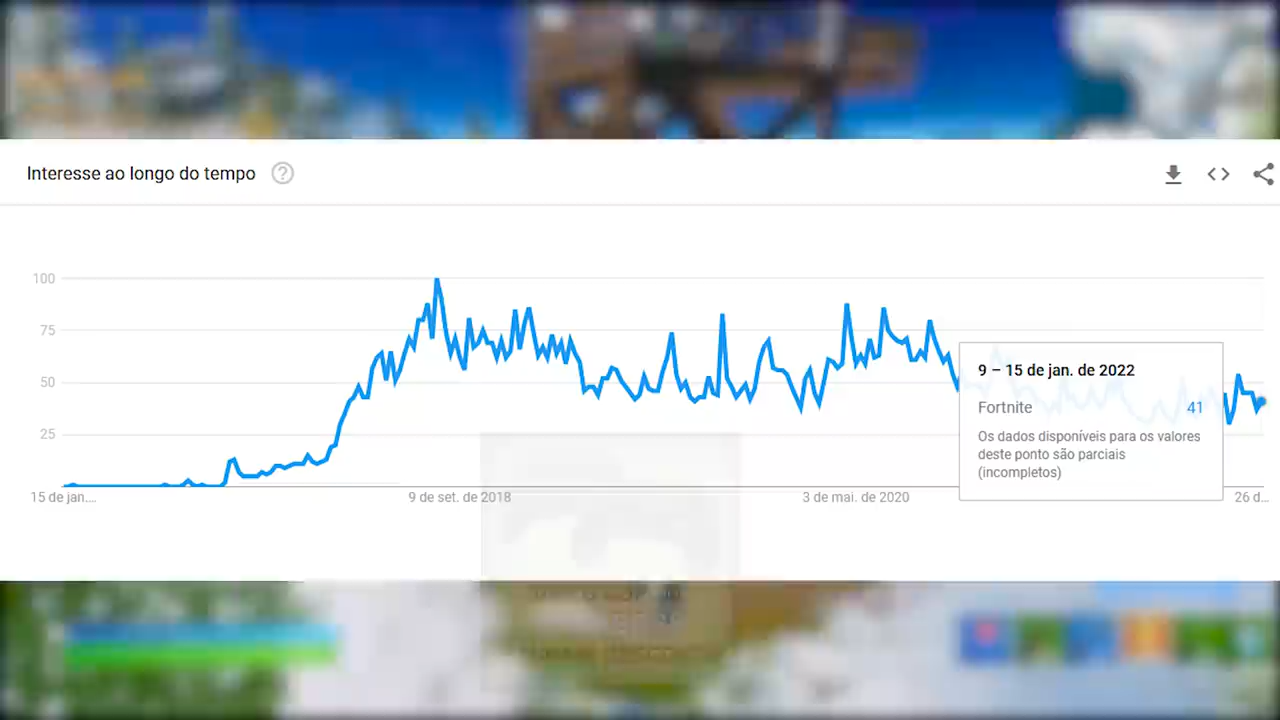 Interesse ao longo do tempo
100
75
50
25
15 de jan....
9 de set. de 2018
3 de mai. de 2020
26 d...
9 – 15 de jan. de 2022
Fortnite 41
Os dados disponíveis para os valores
deste ponto são parciais
(incompletos)